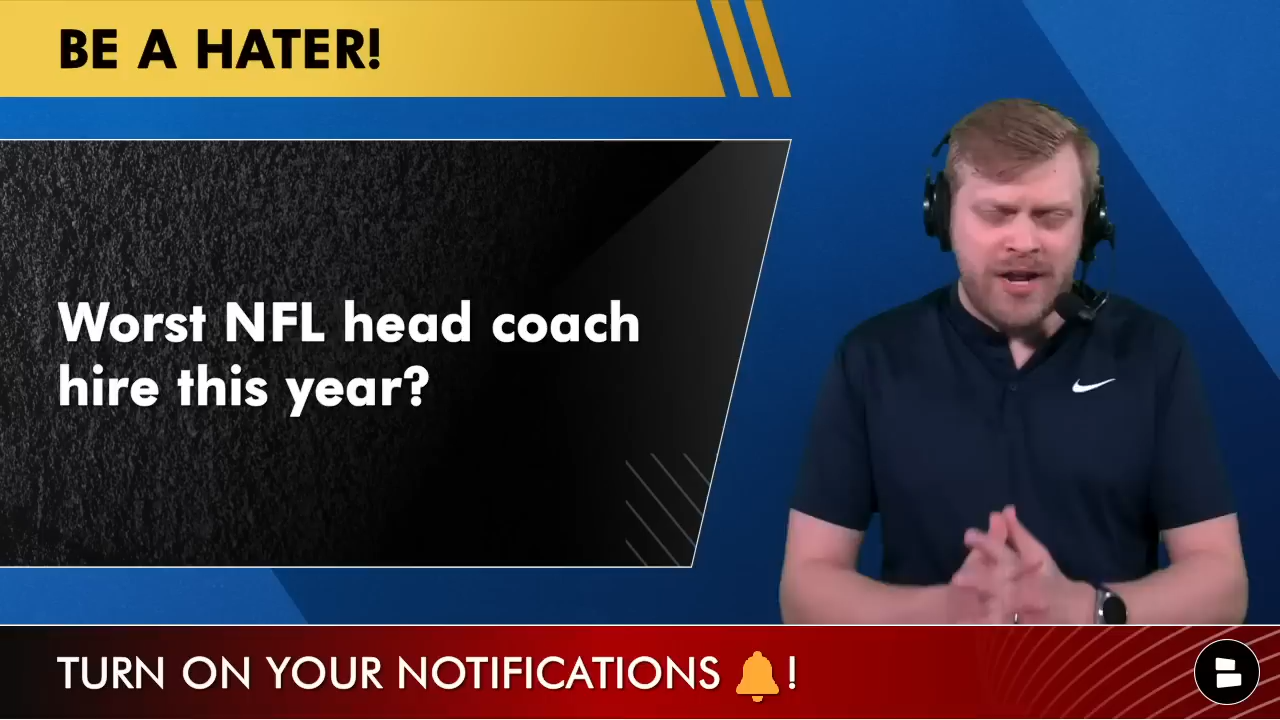 BE A HATER!
Worst NFL head coach
hire this year?
TURN ON YOUR NOTIFICATIONS 🔔!